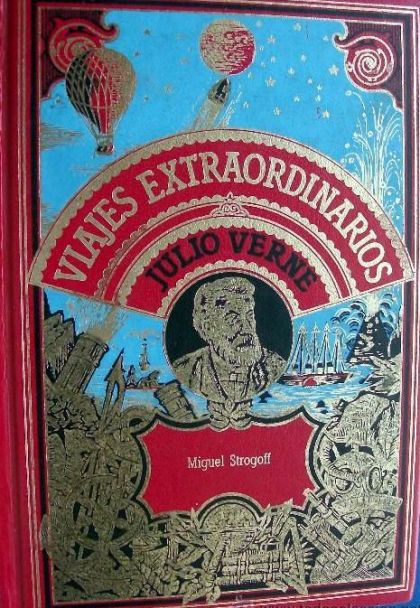 VIAJES EXTRAORDINARIOS
JULIO VERNE
Miguel Strogoff